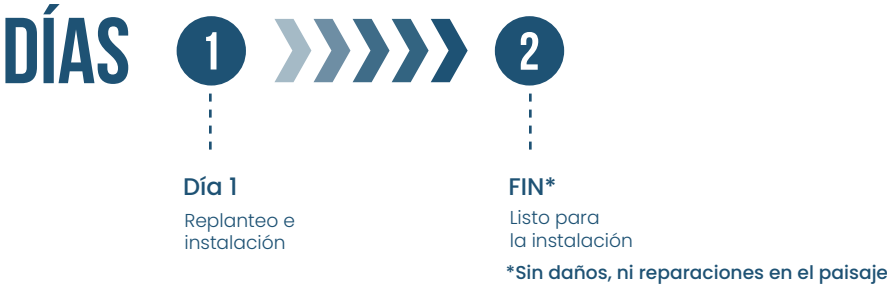 DÍAS 1 2
Día 1
Replanteo e
instalación
FIN*
Listo para
la instalación
*Sin daños, ni reparaciones en el paisaje